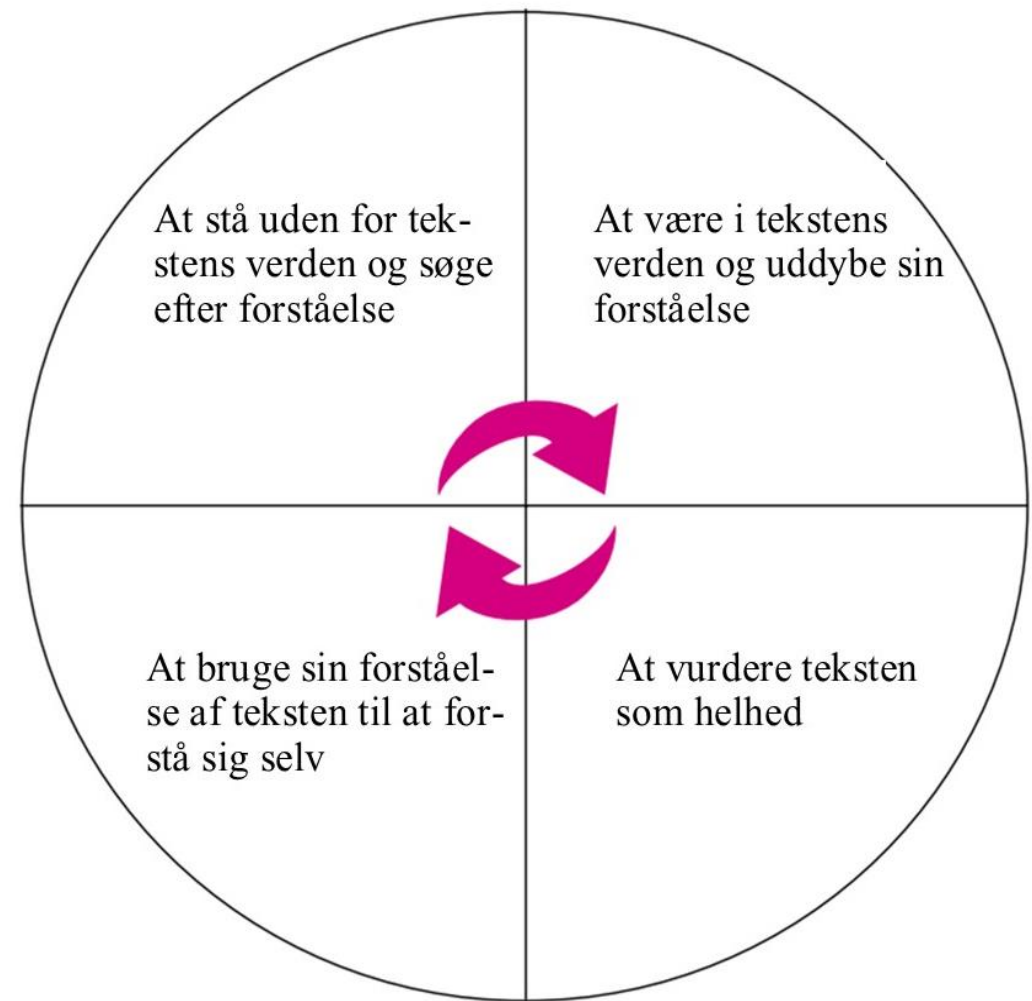 At stå uden for tek-
stens verden og søge
efter forståelse
At være i tekstens
verden og uddybe sin
forståelse
At bruge sin forståel-
se af teksten til at for-
stå sig selv
At vurdere teksten
som helhed